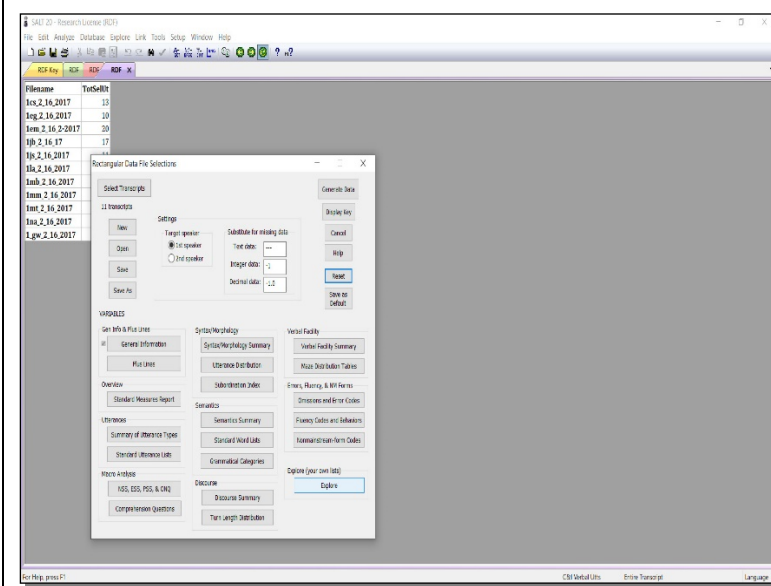 SALT 20 - Research License (RDF)
File Edit Analyze Database Explore Link Tools Setup Window Help
RDF Key RDF RDF RDF X
Filename TotSelUt
1cs_2_16_2017 13
1eg_2_16_2017 10
1em_2_16_2-2017 20
1jb_2_16_17 17
1js_2_16_2017
1la_2_16_2017
1mb_2_16_2017
1mm_2_16_2017
1mt_2_16_2017
1na_2_16_2017
1_gw_2_16_2017
Rectangular Data File Selections
Select Transcripts
Generate Data
11 transcripts
Display Key
Settings
New
Target speaker
Substitute for missing data
Cancel
Open
1st speaker
Text data: ---
Help
2nd speaker
Save
Integer data: -1
Reset
Save As
Decimal data: -1.0
Save as
Default
VARIABLES
Gen Info & Plus Lines
General Information
Plus Lines
Overview
Standard Measures Report
Utterances
Summary of Utterance Types
Standard Utterance Lists
Macro Analysis
NSS, ESS, PSS, & CNQ
Comprehension Questions
Syntax/Morphology
Syntax/Morphology Summary
Utterance Distribution
Subordination Index
Semantics
Semantics Summary
Standard Word Lists
Grammatical Categories
Discourse
Discourse Summary
Turn Length Distribution
Verbal Facility
Verbal Facility Summary
Maze Distribution Tables
Errors, Fluency, & NM Forms
Omissions and Error Codes
Fluency Codes and Behaviors
Nonmainstream-form Codes
Explore (your own lists)
Explore
For Help, press F1
C&I Verbal Utts
Entire Transcript
Language